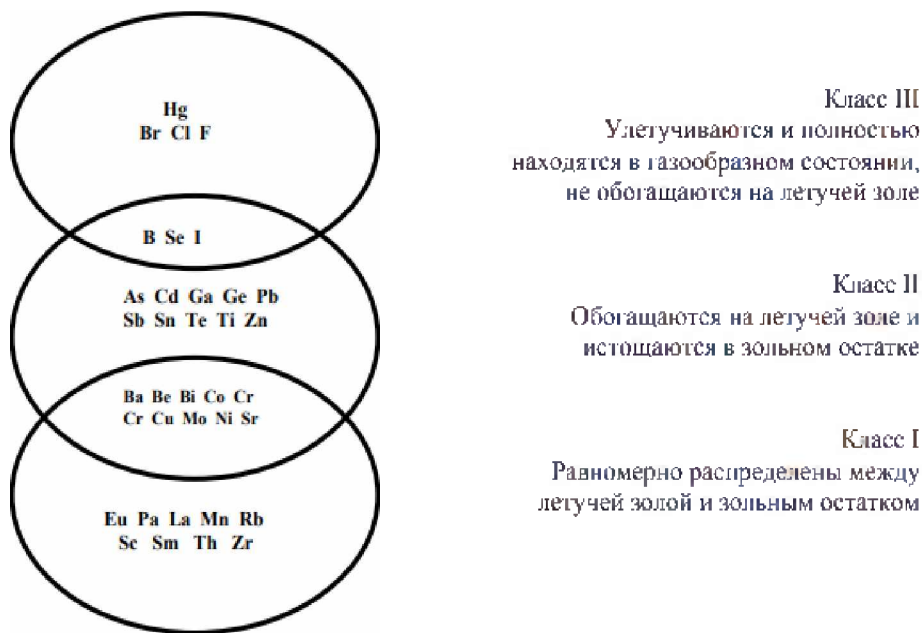 Hg
Br Cl F
B Se I
As Cd Ga Ge Pb
Sb Sn Te Ti Zn
Ba Be Bi Co Cr
Cr Cu Mo Ni Sr
Eu Pa La Mn Rb
Sc Sm Th Zr
Класс III
Улетучиваются и полностью
находятся в газообразном состоянии,
не обогащаются на летучей золе
Класс II
Обогащаются на летучей золе и
истощаются в зольном остатке
Класс I
Равномерно распределены между
летучей золой и зольным остатком